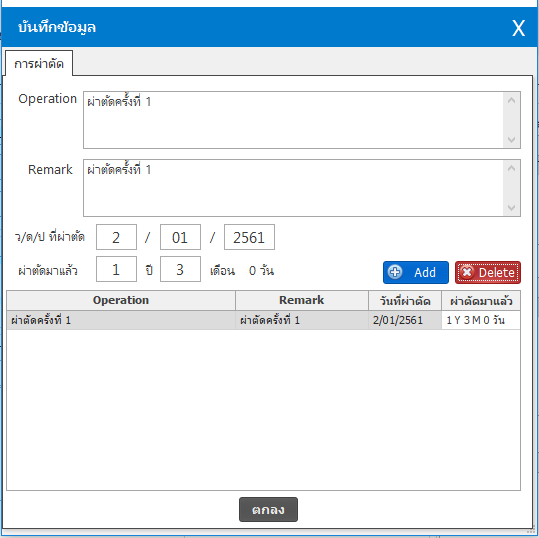 บันทึกข้อมูล X
การผ่าตัด
Operation ผ่าตัดครั้งที่ 1
Remark ผ่าตัดครั้งที่ 1
ว/ด/ป ที่ผ่าตัด 2 / 01 / 2561
ผ่าตัดมาแล้ว 1 ปี 3 เดือน 0 วัน Add Delete
Operation Remark วันที่ผ่าตัด ผ่าตัดมาแล้ว
ผ่าตัดครั้งที่ 1 ผ่าตัดครั้งที่ 1 2/01/2561 1 Y 3 M 0 วัน
ตกลง